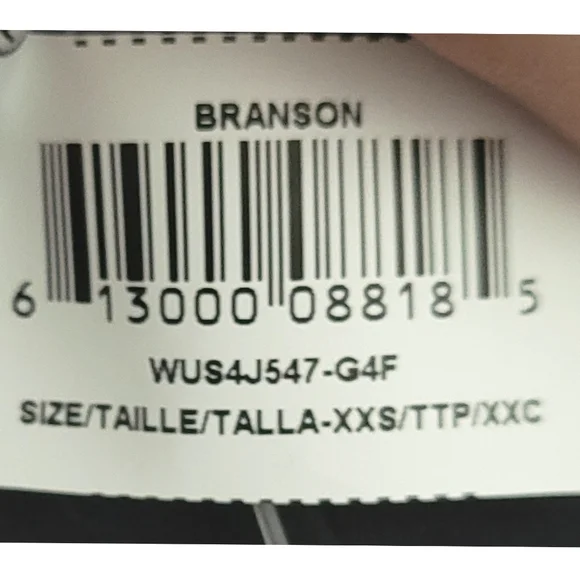 BRANSON
6 13000 08818 5
WUS4J547-G4F
SIZE/TAILLE/TALLA-XXS/TTP/XXC